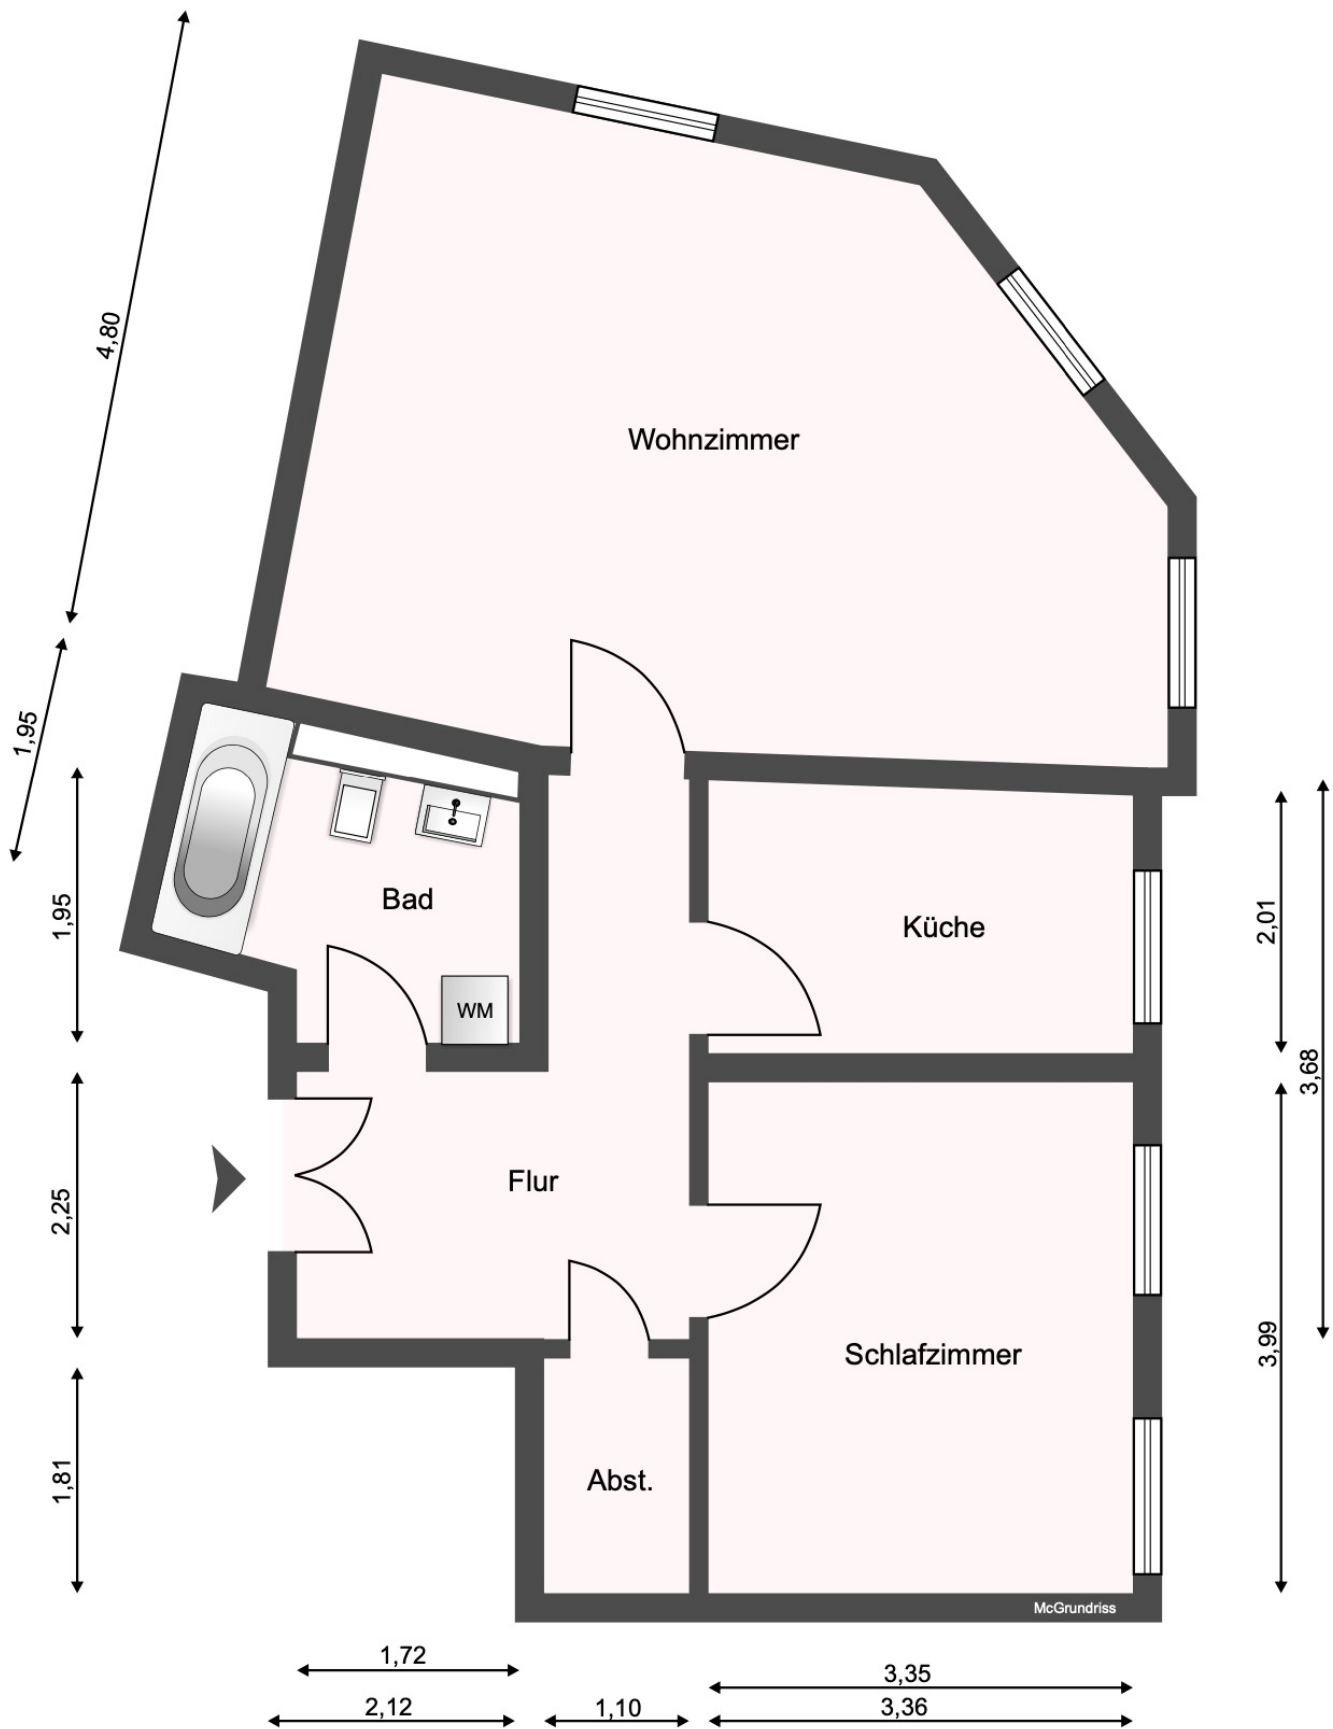 4,80
Wohnzimmer
1,95
1,95
Bad
Küche
2,01
WM
3,68
2,25
Flur
3,99
Schlafzimmer
1,81
Abst.
McGrundriss
1,72
3,35
2,12
1,10
3,36